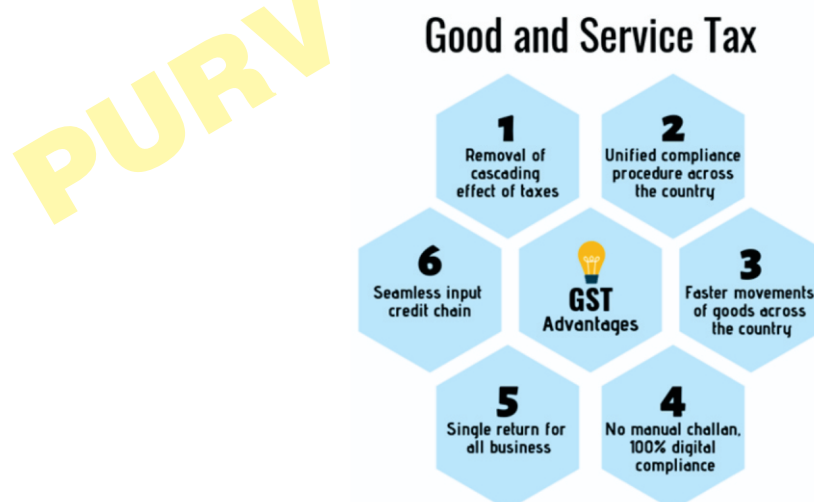 PURV
Good and Service Tax
1
Removal of
cascading
effect of taxes
2
Unified compliance
procedure across
the country
6
Seamless input
credit chain
GST
Advantages
3
Faster movements
of goods across
the country
5
Single return for
all business
4
No manual challan,
100% digital
compliance